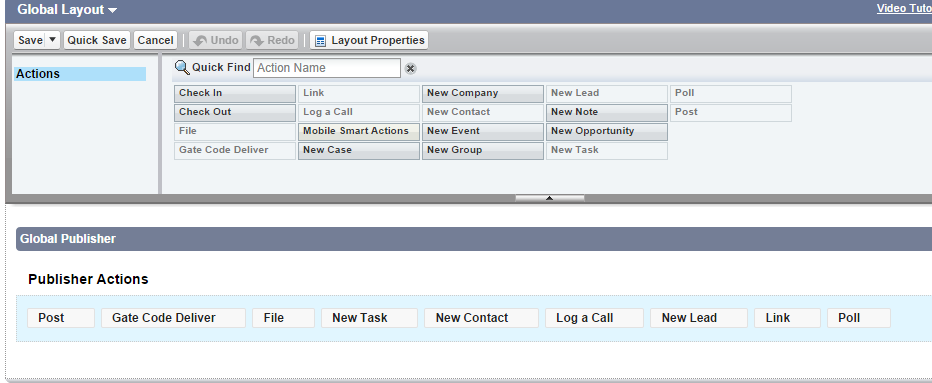 Global Layout
Video Tuto
Save Quick Save Cancel Undo Redo Layout Properties
Actions
Quick Find Action Name
Check In Link New Company New Lead Poll
Check Out Log a Call New Contact New Note Post
File Mobile Smart Actions New Event New Opportunity
Gate Code Deliver New Case New Group New Task
Global Publisher
Publisher Actions
Post Gate Code Deliver File New Task New Contact Log a Call New Lead Link Poll